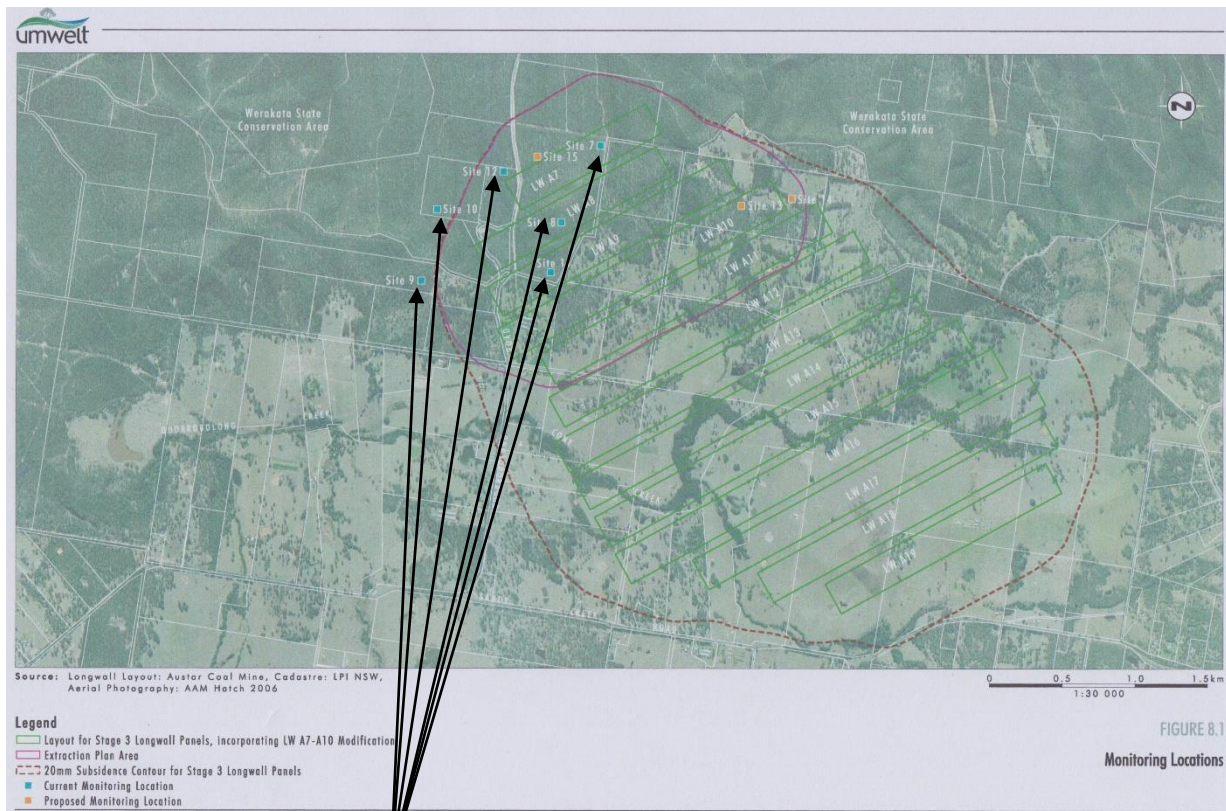 umwelt
Werakata State
Conservation Area
Werakata State
Conservation Area
N
Site 7
Site 15
Site 12
LW A7
Site 10
LW A8
Site 8
Site 13
Site 14
LW A9
LW A10
Site 1
LW A11
Site 9
LW A13
LW A14
LW A15
LW A16
CREEK
LW A17
LW A18
LW A19
CREEK
ROAD
Source: Longwall Layout: Austar Coal Mine, Cadastre: LPI NSW,
Aerial Photography: AAM Hatch 2006
0 0,5 1,0 1,5km
1:30 000
Legend
Layout for Stage 3 Longwall Panels, incorporating LW A7-A10 Modification
Extraction Plan Area
20mm Subsidence Contour for Stage 3 Longwall Panels
Current Monitoring Location
Proposed Monitoring Location
FIGURE 8.1
Monitoring Locations